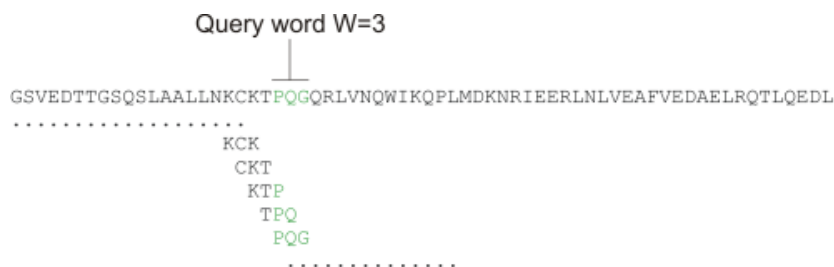 Query word W=3
GSVEDTTGSQSLAALLNKCKTPQGQRLVNQWIKQPLMDKNRIEERLNLVEAFVEDAELRQTLQEDL
...................
KCK
CKT
KTP
TPQ
PQG
..............